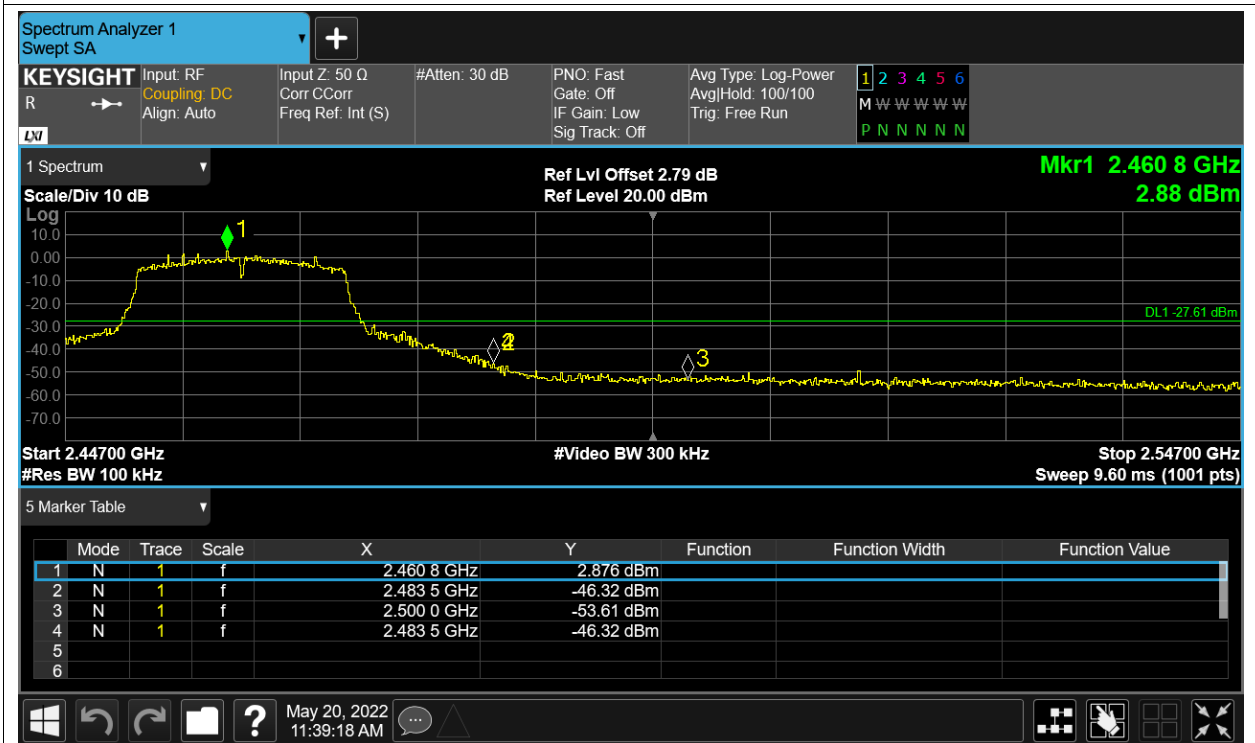 Spectrum Analyzer 1
Swept SA
KEYSIGHT
R
LXI
Input: RF
Coupling: DC
Align: Auto
Input Z: 50 Ω
Corr CCorr
Freq Ref: Int (S)
#Atten: 30 dB
PNO: Fast
Gate: Off
IF Gain: Low
Sig Track: Off
Avg Type: Log-Power
Avg|Hold: 100/100
Trig: Free Run
1 2 3 4 5 6
M W W W W W
P N N N N N
1 Spectrum
Scale/Div 10 dB
Ref Lvl Offset 2.79 dB
Ref Level 20.00 dBm
Mkr1 2.460 8 GHz
2.88 dBm
Log
10.0
0.00
-10.0
-20.0
-30.0
-40.0
-50.0
-60.0
-70.0
1
2
3
DL1 -27.61 dBm
Start 2.44700 GHz
#Video BW 300 kHz
Stop 2.54700 GHz
#Res BW 100 kHz
Sweep 9.60 ms (1001 pts)
5 Marker Table
Mode Trace Scale X Y Function Function Width Function Value
1 N 1 f 2.460 8 GHz 2.876 dBm
2 N 1 f 2.483 5 GHz -46.32 dBm
3 N 1 f 2.500 0 GHz -53.61 dBm
4 N 1 f 2.483 5 GHz -46.32 dBm
5
6
?
May 20, 2022
11:39:18 AM